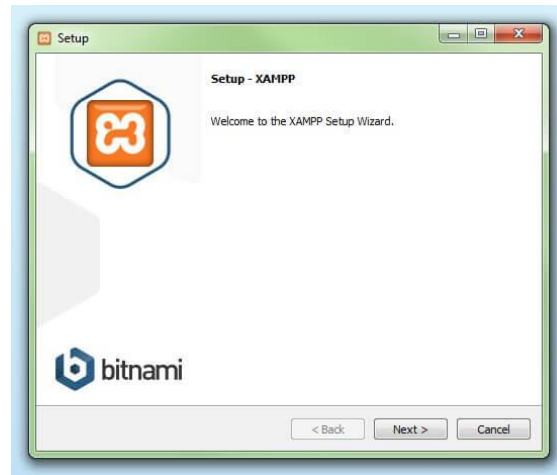 Setup
Setup - XAMPP
Welcome to the XAMPP Setup Wizard.
bitnami
< Back
Next >
Cancel